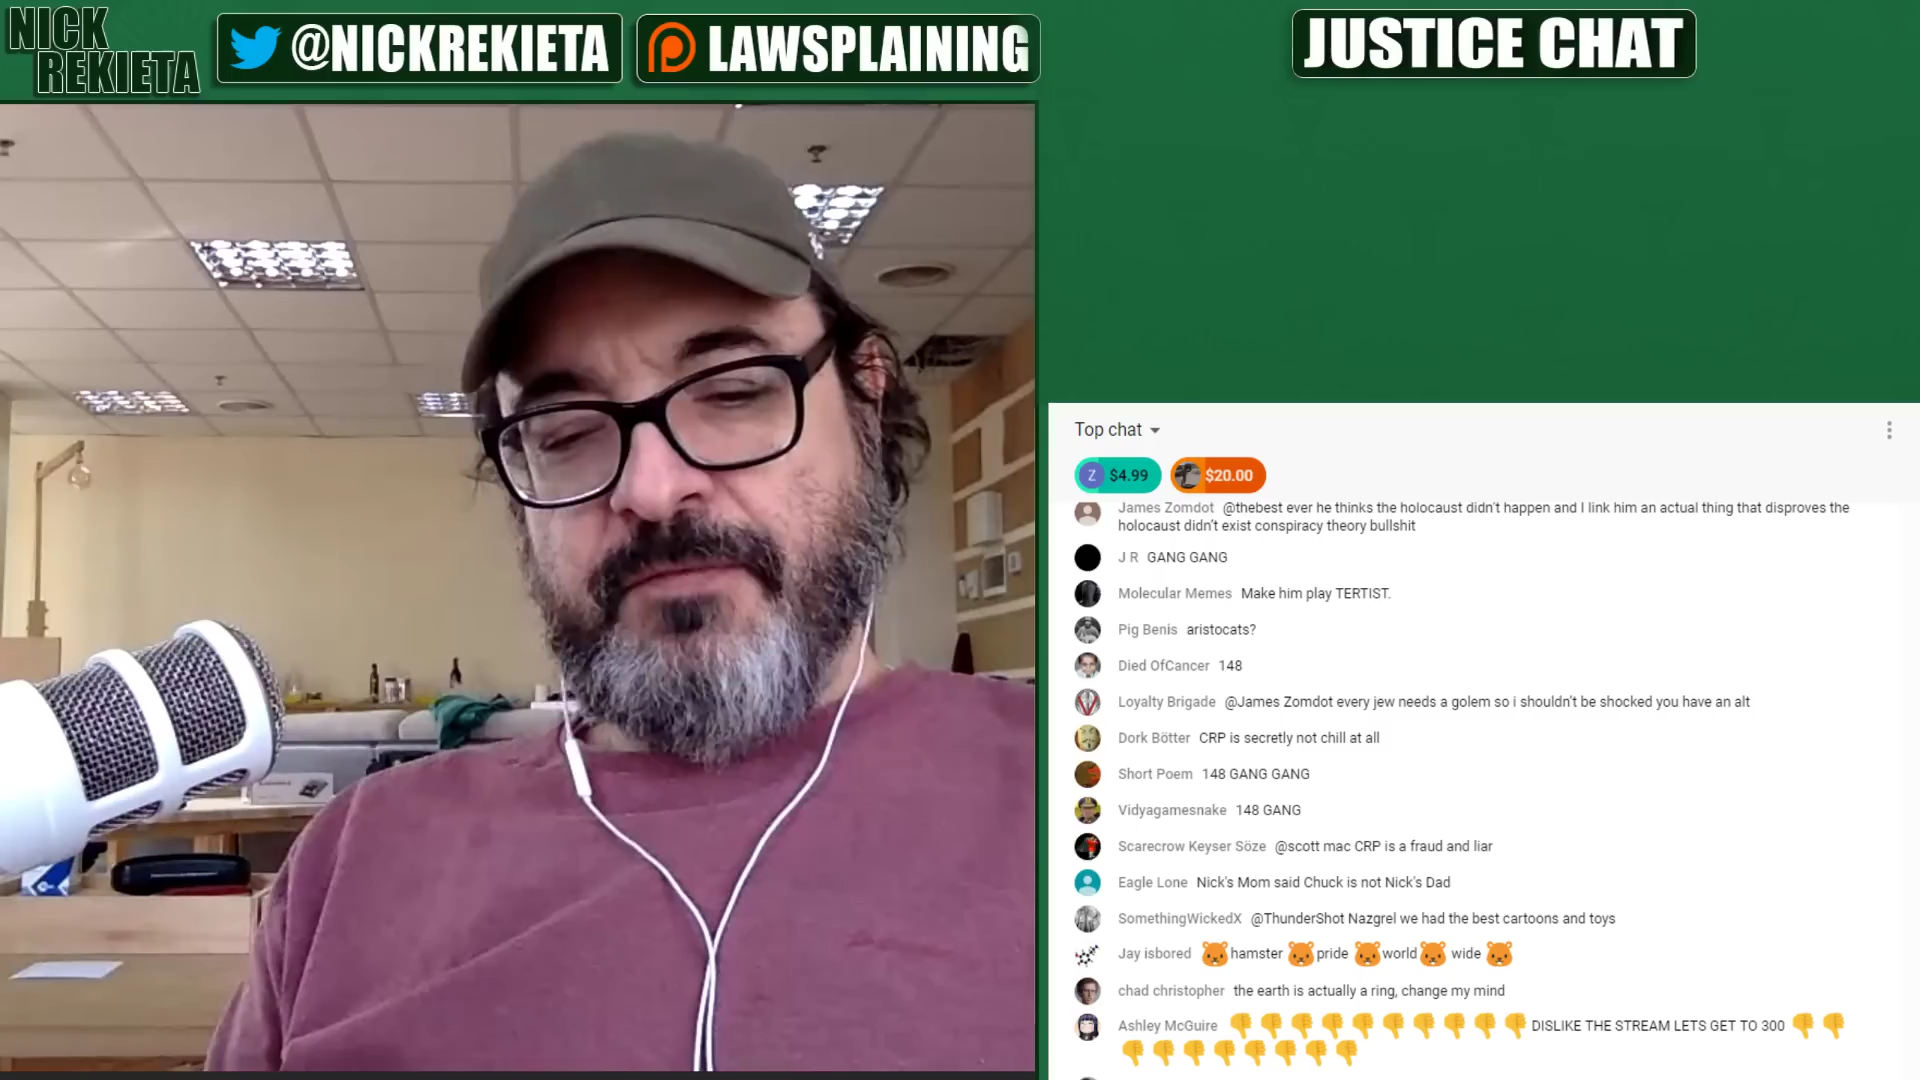 NICK
REKIETA
@NICKREKIETA
LAWSPLAINING
JUSTICE CHAT
Top chat
Z $4.99 $20.00
James Zomdot @thebest ever he thinks the holocaust didn't happen and I link him an actual thing that disproves the
holocaust didn't exist conspiracy theory bullshit
J R GANG GANG
Molecular Memes Make him play TERTIST.
Pig Benis aristocats?
Died OfCancer 148
Loyalty Brigade @James Zomdot every jew needs a golem so i shouldn't be shocked you have an alt
Dork Bötter CRP is secretly not chill at all
Short Poem 148 GANG GANG
Vidyagamesnake 148 GANG
Scarecrow Keyser Söze @scott mac CRP is a fraud and liar
Eagle Lone Nick's Mom said Chuck is not Nick's Dad
SomethingWickedX @ThunderShot Nazgrel we had the best cartoons and toys
Jay isbored 🐹hamster 🐹pride 🐹world🐹 wide 🐹
chad christopher the earth is actually a ring, change my mind
Ashley McGuire 👎👎👎👎👎👎👎👎👎👎DISLIKE THE STREAM LETS GET TO 300 👎👎
👎👎👎👎👎👎👎👎